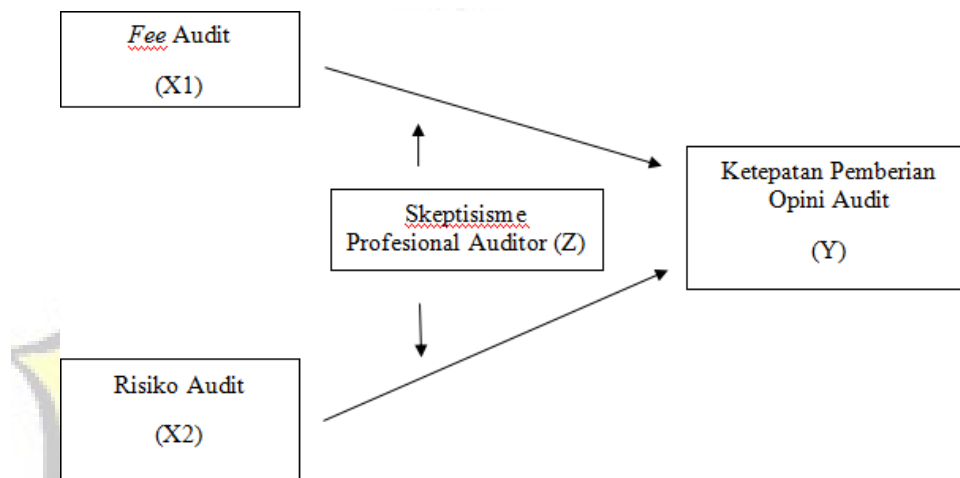 Fee Audit
(X1)
Skeptisisme
Profesional Auditor (Z)
Ketepatan Pemberian
Opini Audit
(Y)
Risiko Audit
(X2)